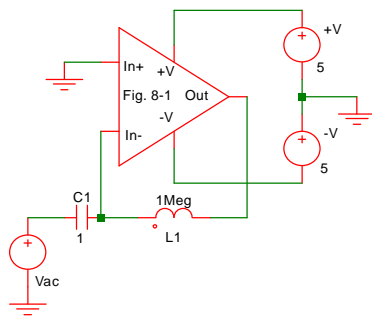 +V
In+
+V
Fig. 8-1 Out
5
-V
-V
In-
5
C1
1Meg
1
L1
Vac